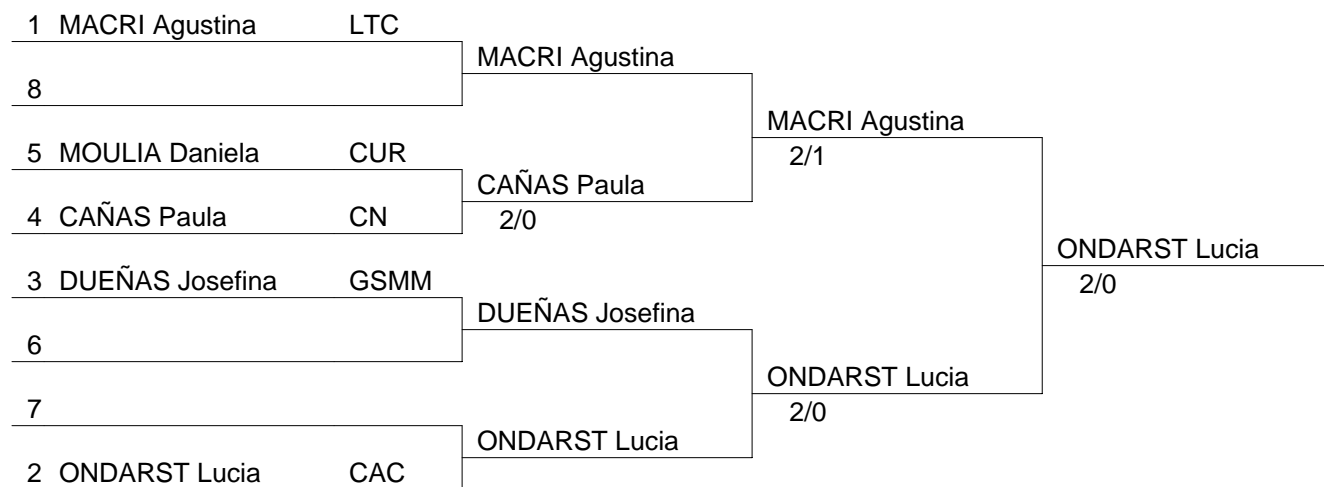 1 MACRI Agustina LTC
MACRI Agustina
8
MACRI Agustina
5 MOULIA Daniela CUR
2/1
CAÑAS Paula
4 CAÑAS Paula CN
2/0
ONDARST Lucia
3 DUEÑAS Josefina GSMM
2/0
DUEÑAS Josefina
6
ONDARST Lucia
7
2/0
ONDARST Lucia
2 ONDARST Lucia CAC